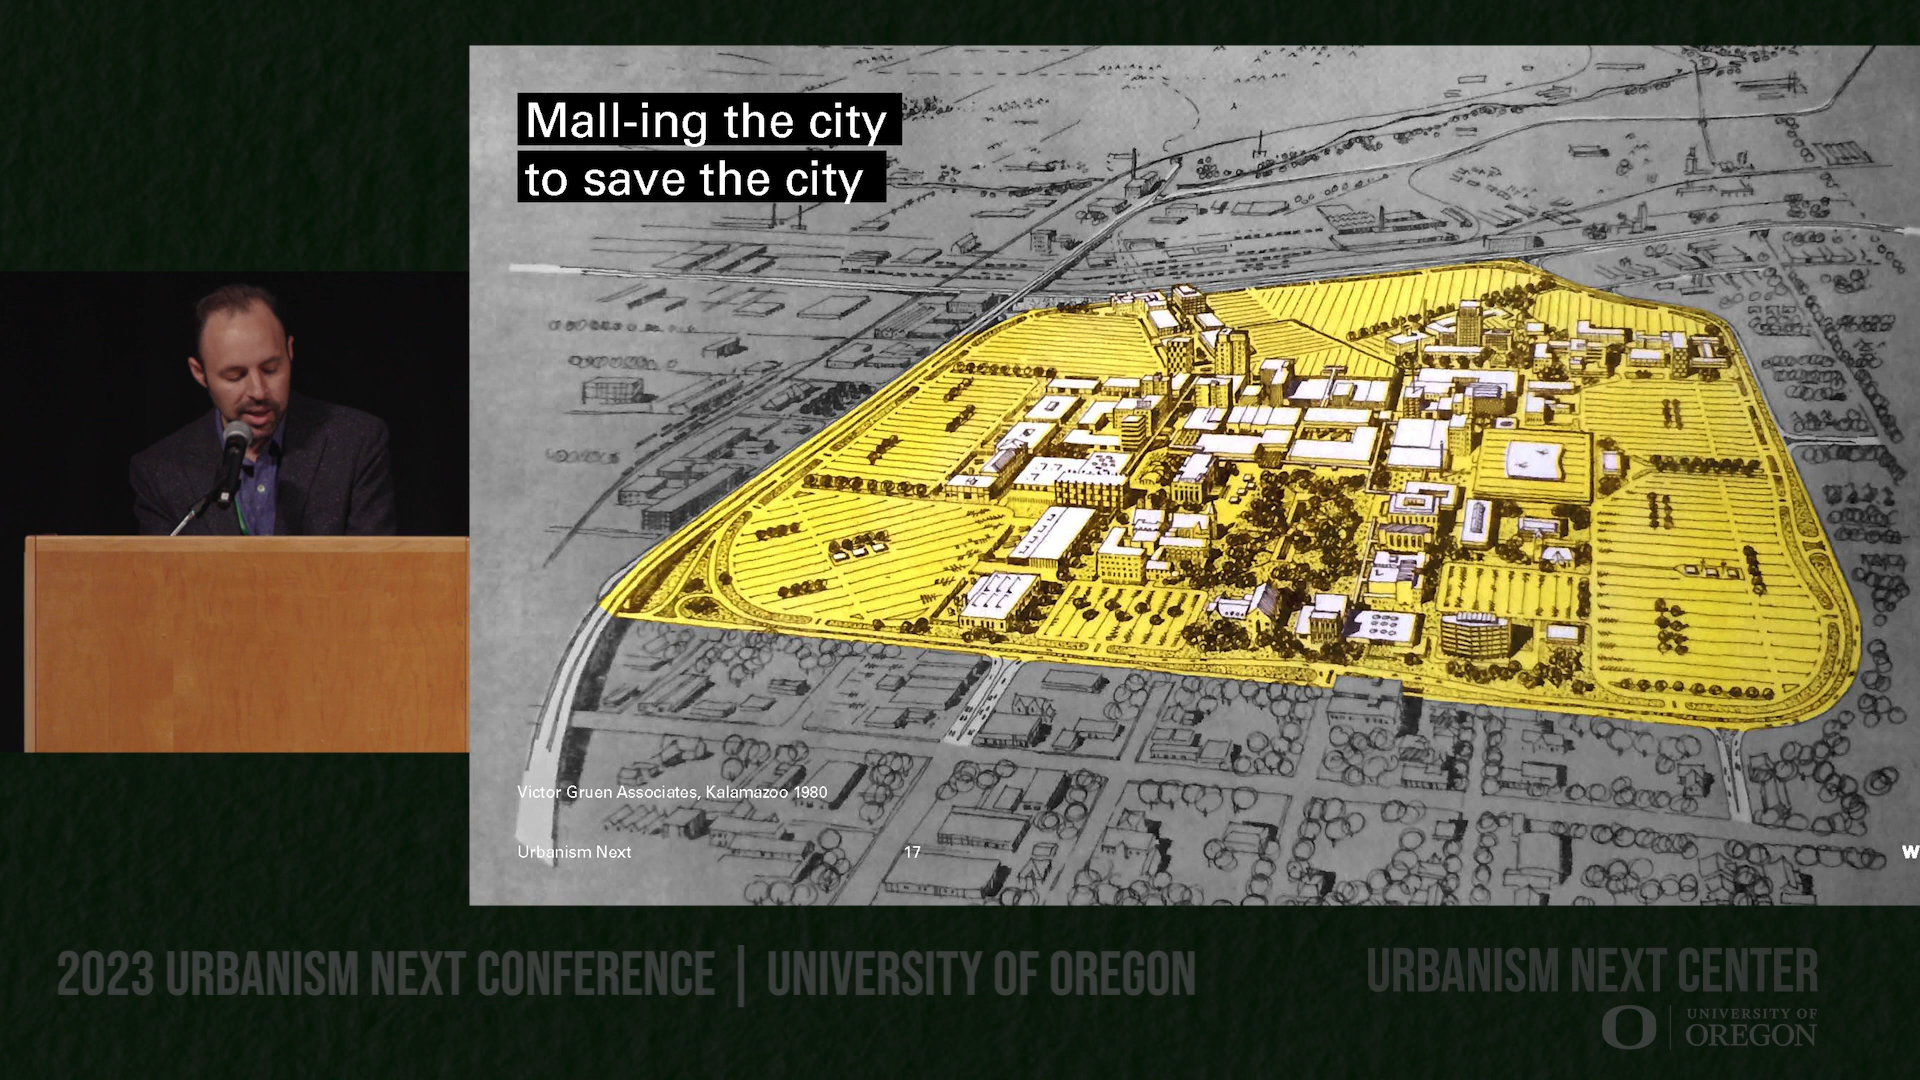 Mall-ing the city
to save the city
Victor Gruen Associates, Kalamazoo 1980
Urbanism Next
17
w
2023 URBANISM NEXT CONFERENCE | UNIVERSITY OF OREGON
URBANISM NEXT CENTER
O
UNIVERSITY OF
OREGON